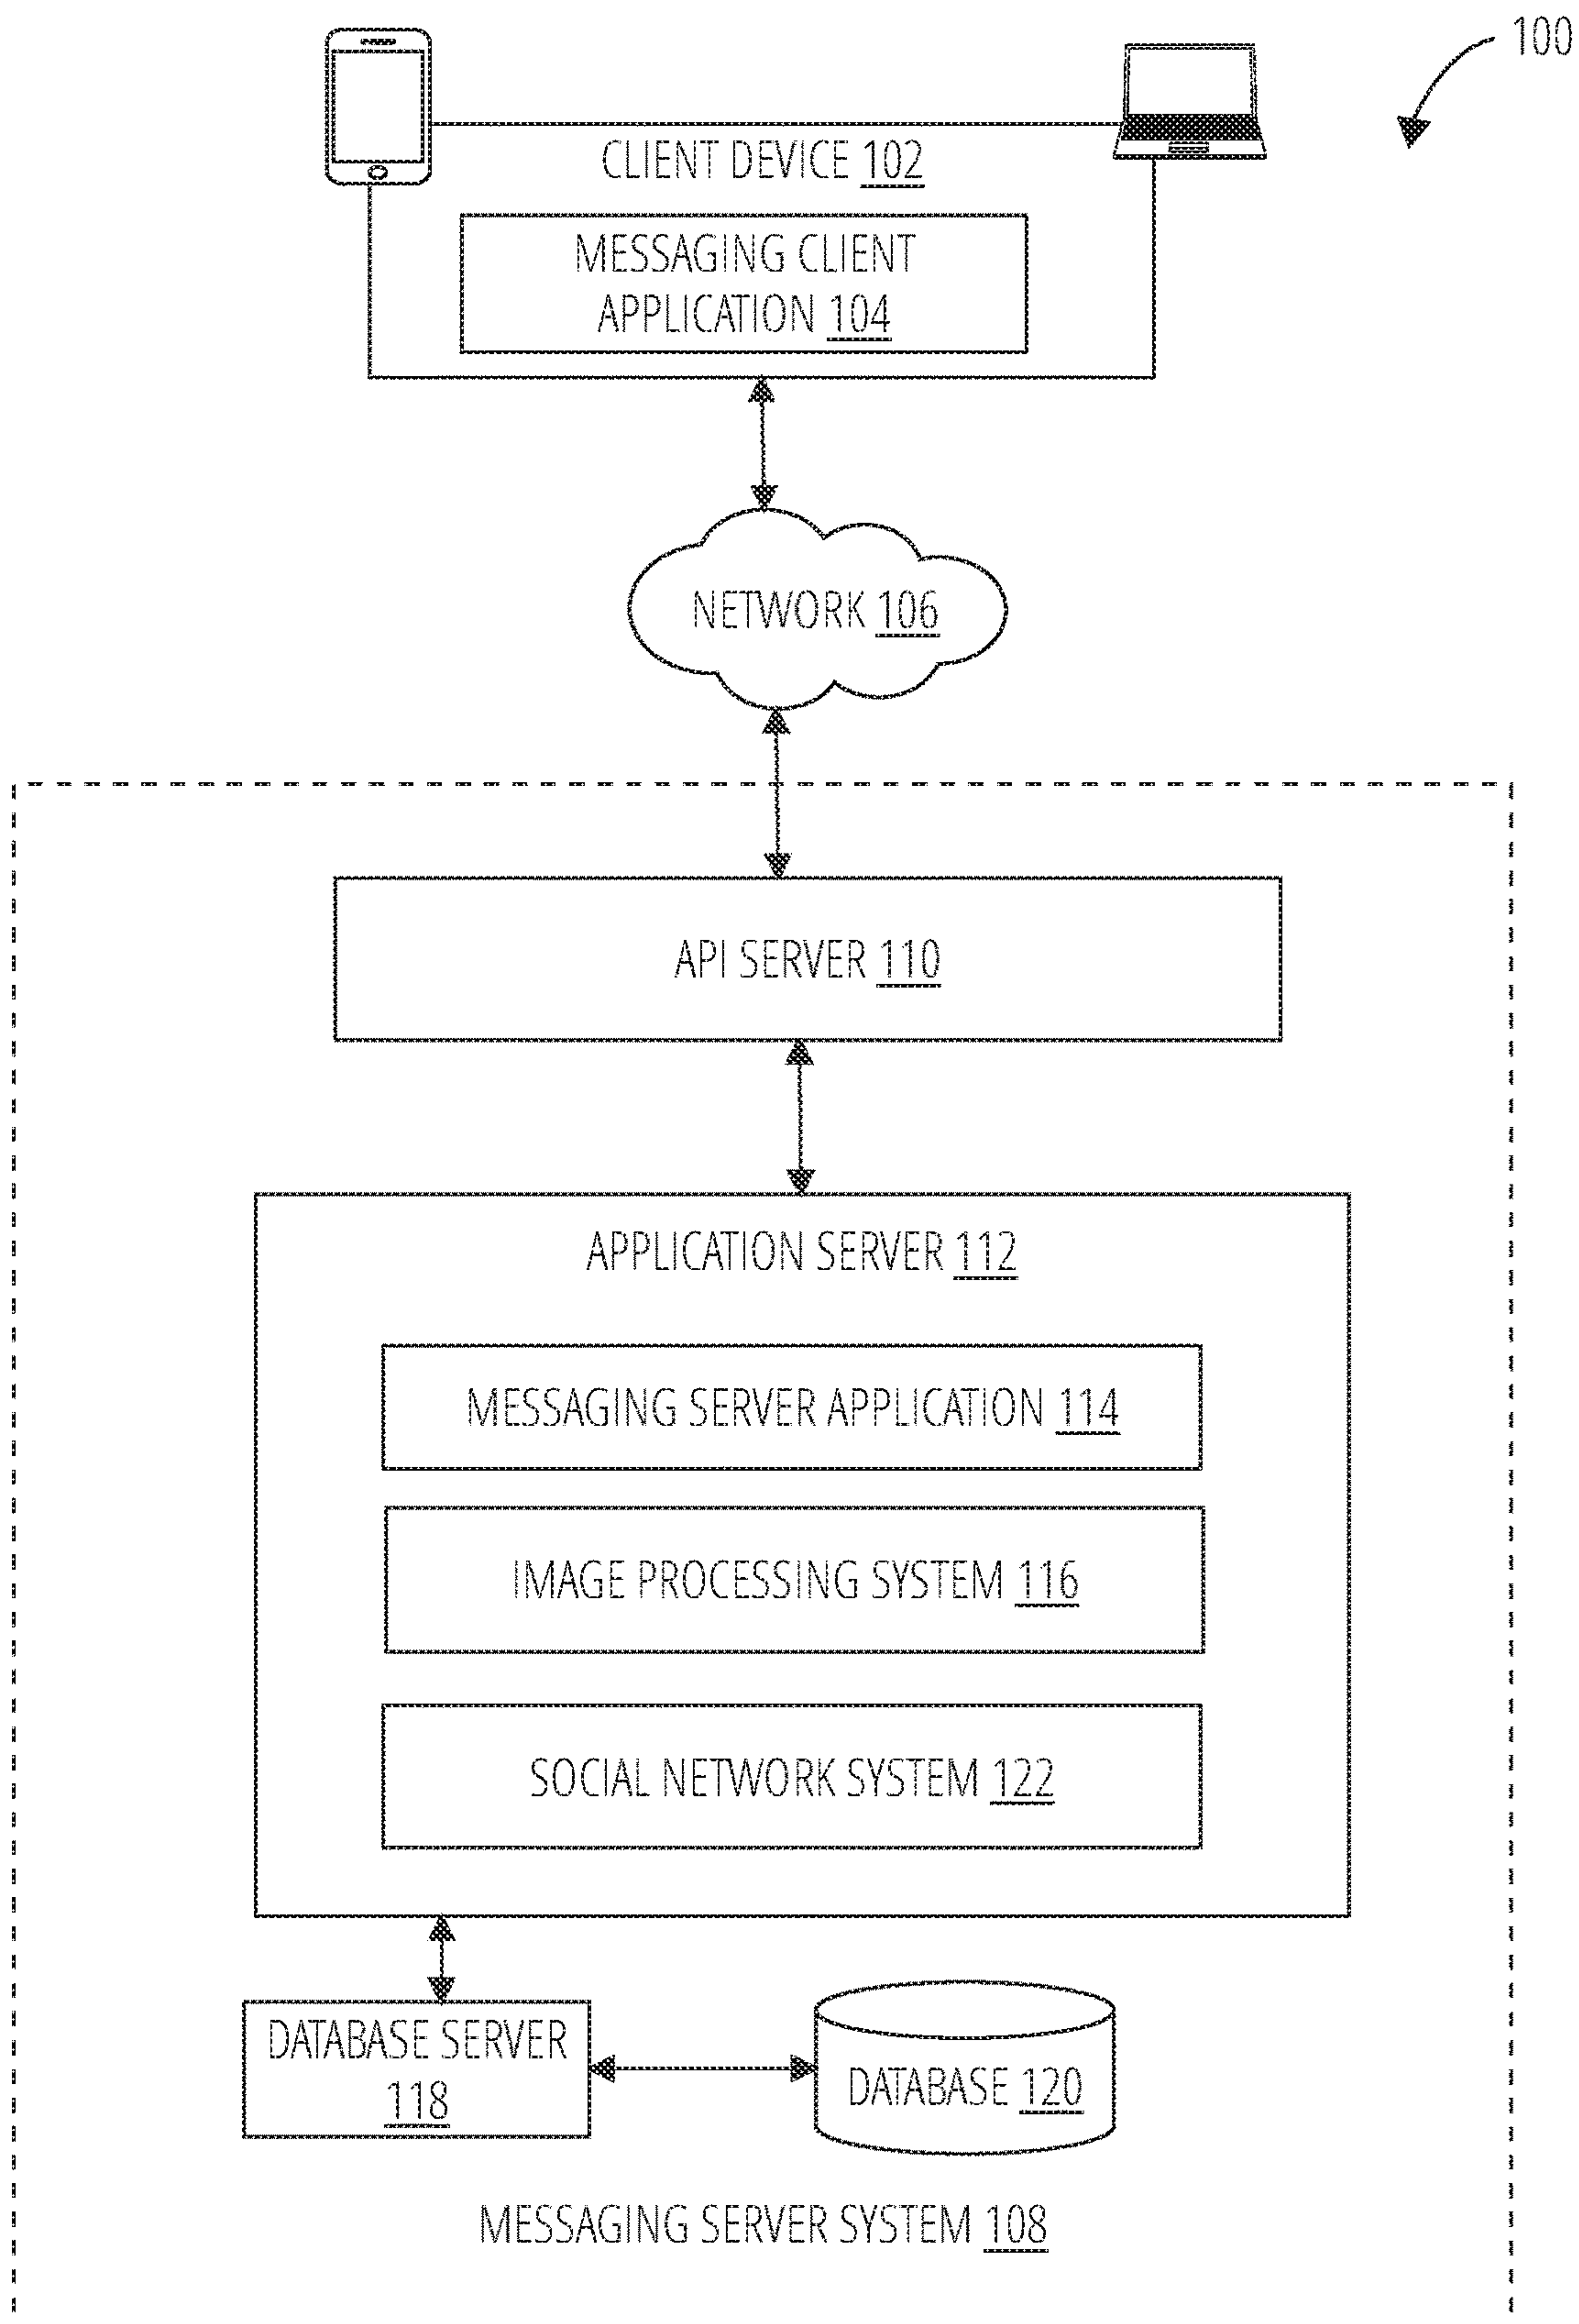 100
CLIENT DEVICE 102
MESSAGING CLIENT
APPLICATION 104
NETWORK 106
API SERVER 110
APPLICATION SERVER 112
MESSAGING SERVER APPLICATION 114
IMAGE PROCESSING SYSTEM 116
SOCIAL NETWORK SYSTEM 122
DATABASE SERVER
118
DATABASE 120
MESSAGING SERVER SYSTEM 108